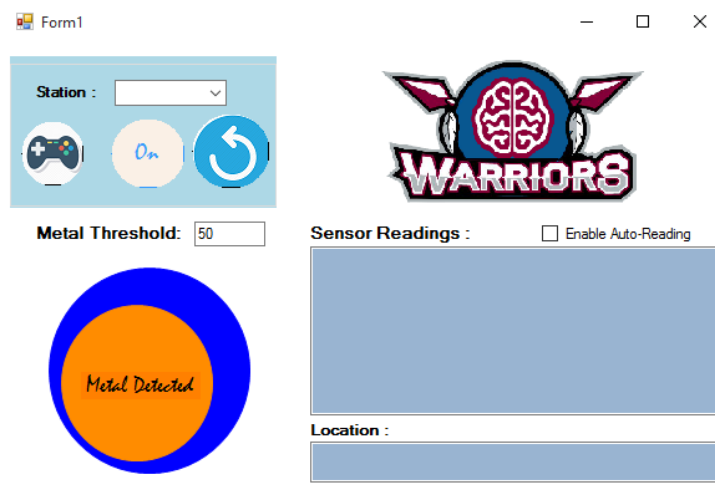 Form1
Station :
On
WARRIORS
Metal Threshold: 50
Sensor Readings :
Enable Auto-Reading
Metal Detected
Location :